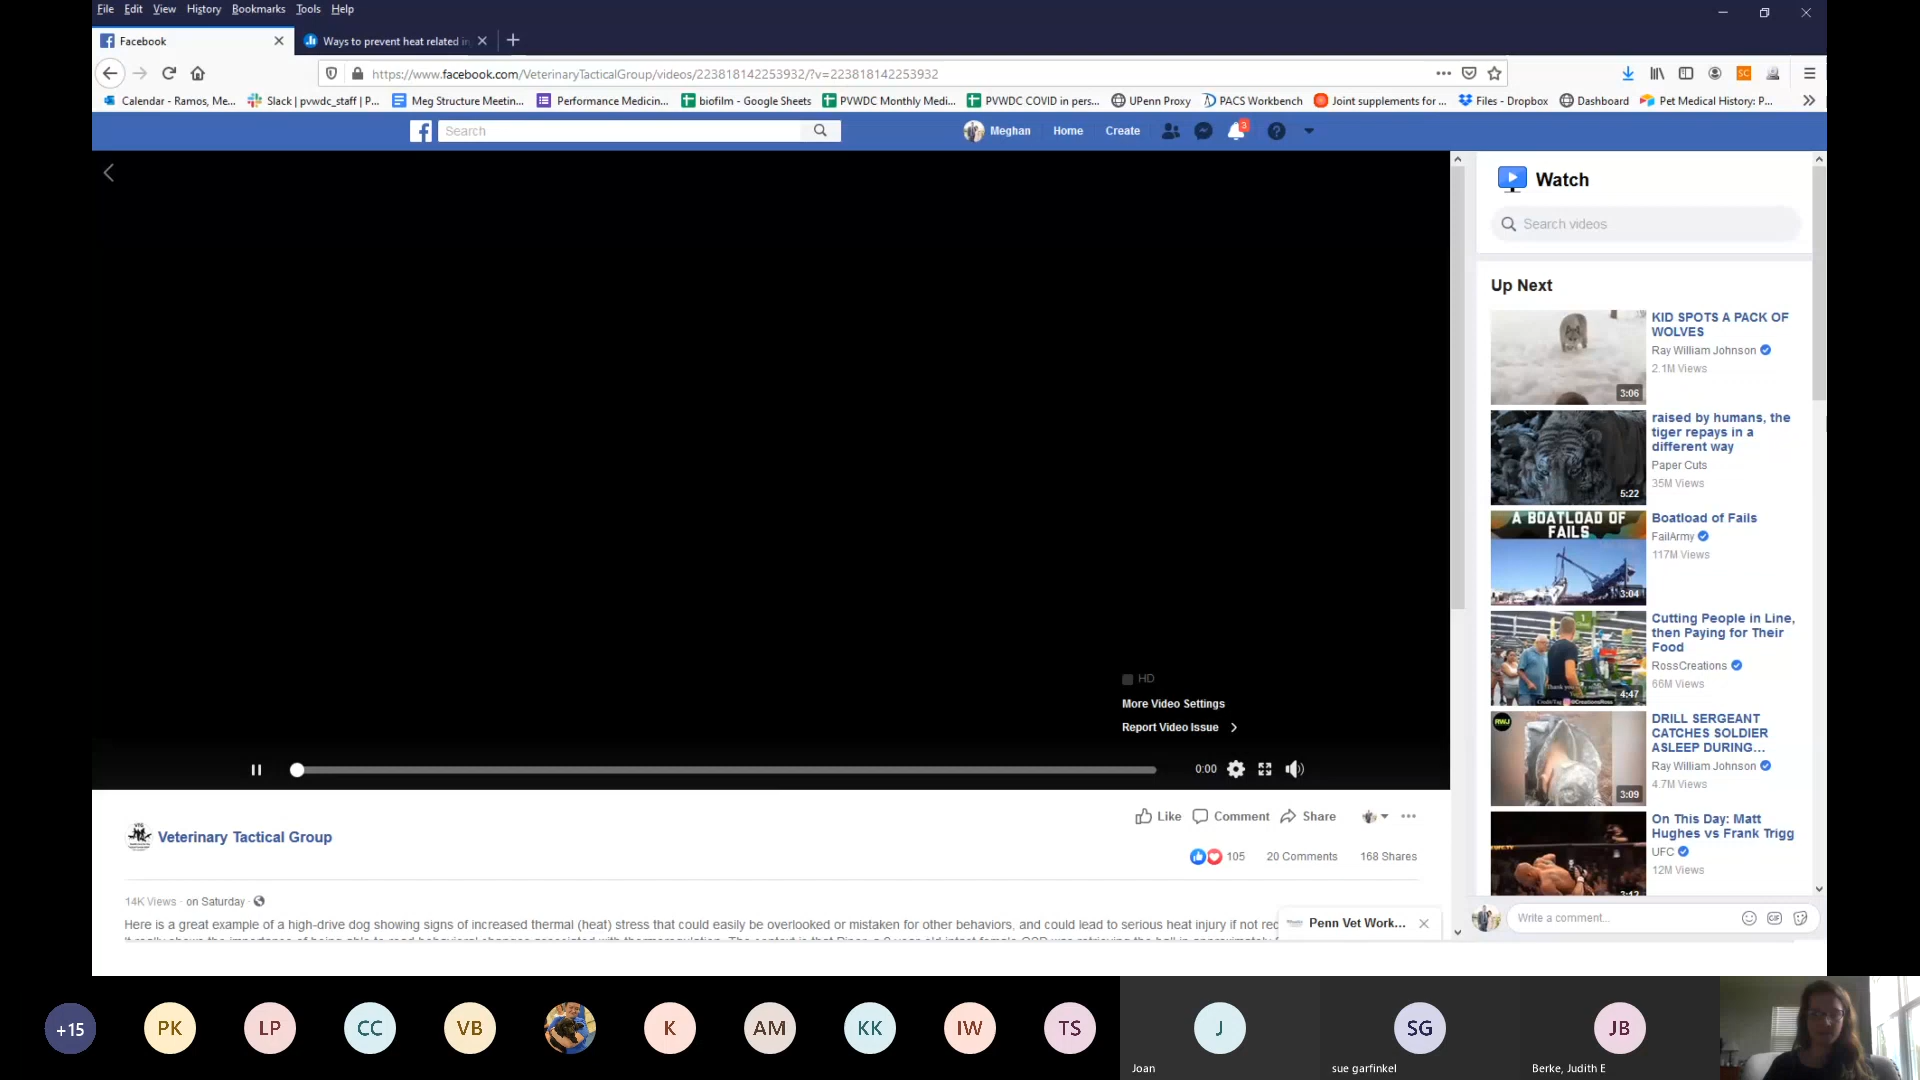 File Edit View History Bookmarks Tools Help
Facebook
Ways to prevent heat related in
https://www.facebook.com/VeterinaryTacticalGroup/videos/223818142253932/?v=223818142253932
Calendar - Ramos, Me... Slack | pvwdc_staff | P... Meg Structure Meetin... Performance Medicin... biofilm - Google Sheets PVWDC Monthly Medi... PVWDC COVID in pers... UPenn Proxy PACS Workbench Joint supplements for ... Files - Dropbox Dashboard Pet Medical History: P...
Search
Meghan Home Create 3
Watch
Search videos
Up Next
KID SPOTS A PACK OF
WOLVES
Ray William Johnson
2.1M Views
3:06
raised by humans, the
tiger repays in a
different way
Paper Cuts
35M Views
5:22
A BOATLOAD OF
FAILS
3:04
Boatload of Fails
FailArmy
117M Views
Cutting People in Line,
then Paying for Their
Food
RossCreations
66M Views
4:47
RWJ
DRILL SERGEANT
CATCHES SOLDIER
ASLEEP DURING...
Ray William Johnson
4.7M Views
3:09
On This Day: Matt
Hughes vs Frank Trigg
UFC
12M Views
3:12
HD
More Video Settings
Report Video Issue
0:00
Like Comment Share
Veterinary Tactical Group
105 20 Comments 168 Shares
14K Views · on Saturday ·
Here is a great example of a high-drive dog showing signs of increased thermal (heat) stress that could easily be overlooked or mistaken for other behaviors, and could lead to serious heat injury if not rec
Penn Vet Work...
Write a comment...
GIF
+15 PK LP CC VB K AM KK IW TS J SG JB
Joan sue garfinkel Berke, Judith E